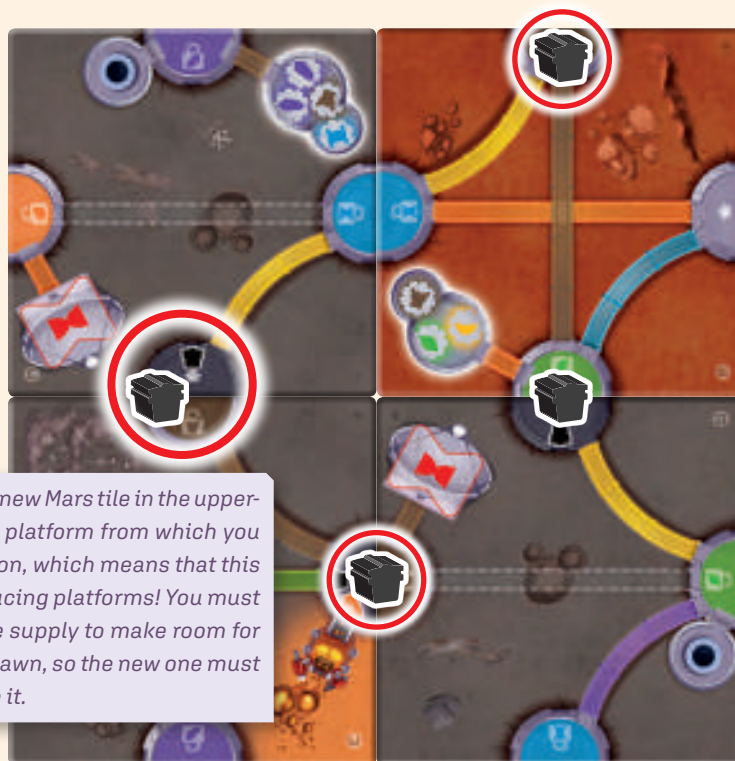 new Mars tile in the upper-
platform from which you
on, which means that this
ucing platforms! You must
e supply to make room for
awn, so the new one must
it.